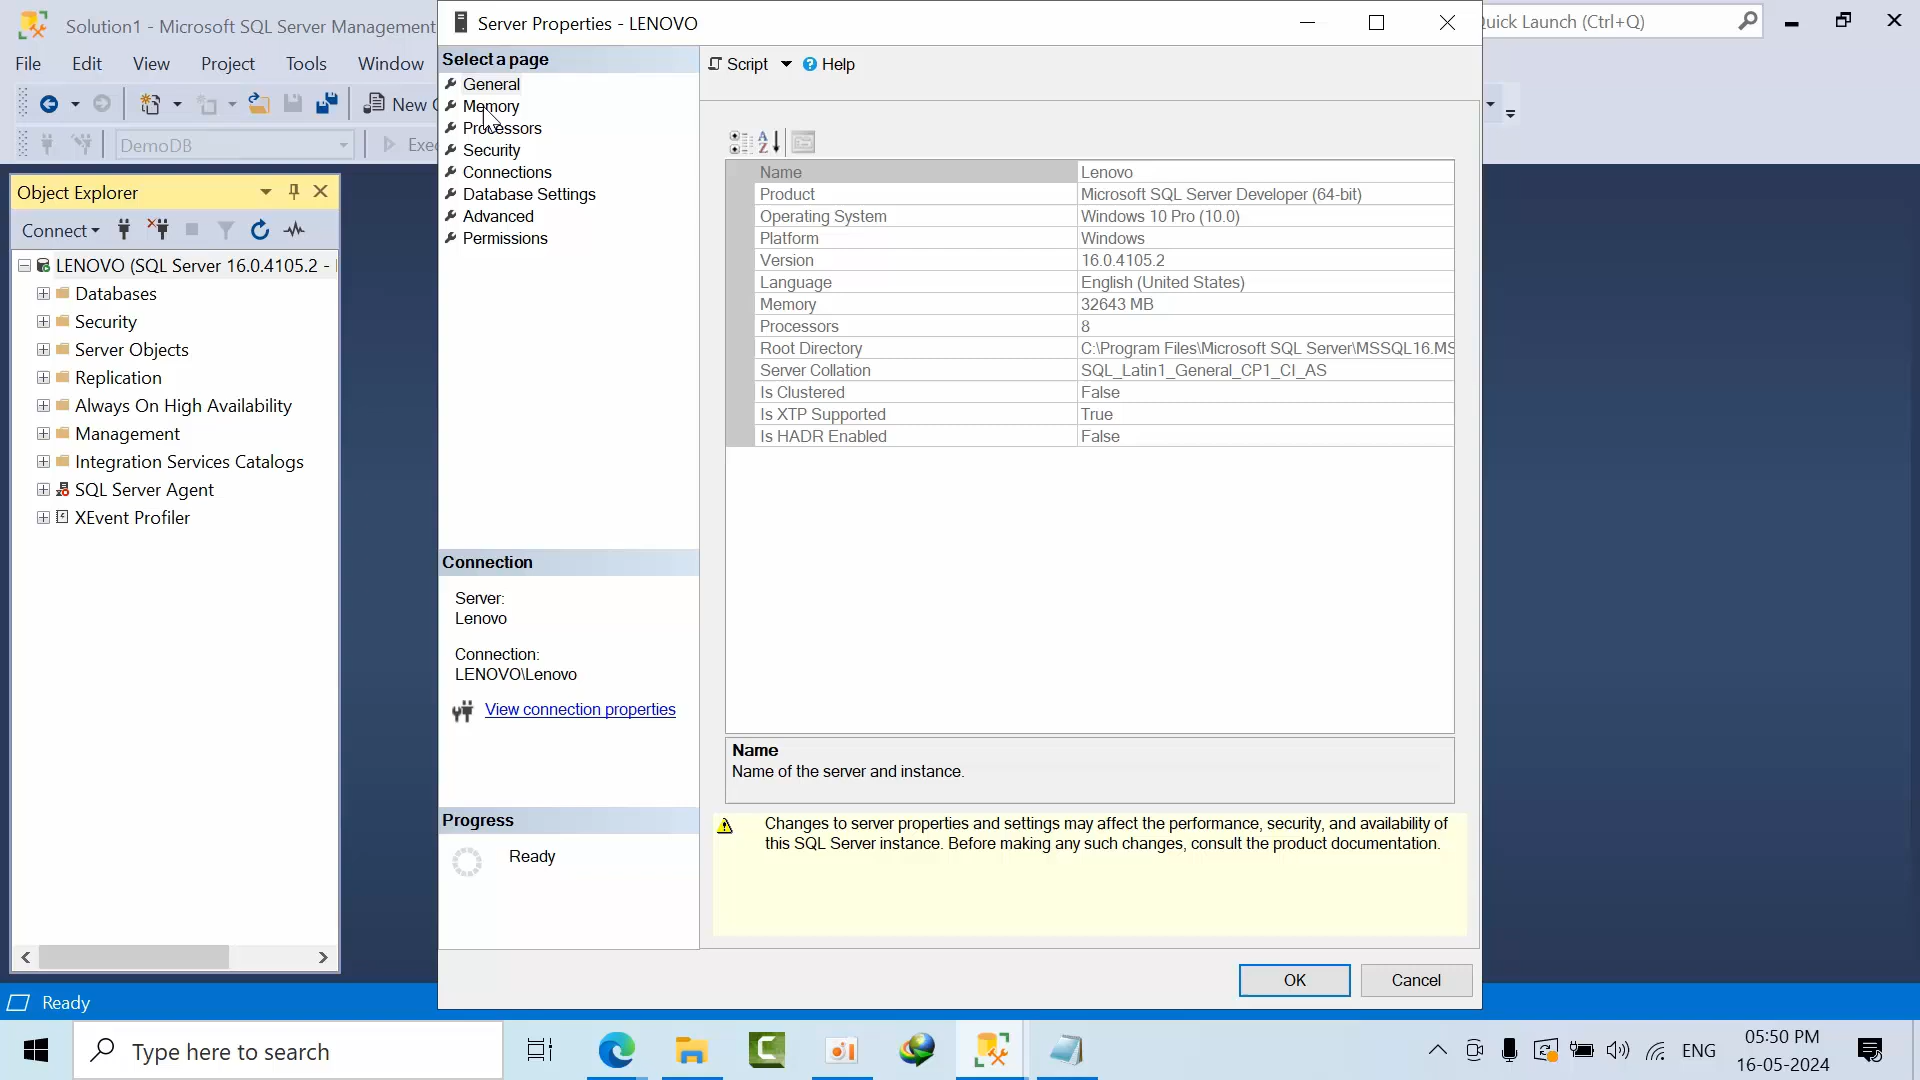 Solution1 - Microsoft SQL Server Management
Quick Launch (Ctrl+Q)
File Edit View Project Tools Window
New
DemoDB
Object Explorer
Connect
LENOVO (SQL Server 16.0.4105.2 -
Databases
Security
Server Objects
Replication
Always On High Availability
Management
Integration Services Catalogs
SQL Server Agent
XEvent Profiler
Ready
Server Properties - LENOVO
Select a page
General
Memory
Processors
Security
Connections
Database Settings
Advanced
Permissions
Connection
Server:
Lenovo
Connection:
LENOVO\Lenovo
View connection properties
Progress
Ready
Script Help
Name Lenovo
Product Microsoft SQL Server Developer (64-bit)
Operating System Windows 10 Pro (10.0)
Platform Windows
Version 16.0.4105.2
Language English (United States)
Memory 32643 MB
Processors 8
Root Directory C:\Program Files\Microsoft SQL Server\MSSQL16.MS
Server Collation SQL_Latin1_General_CP1_CI_AS
Is Clustered False
Is XTP Supported True
Is HADR Enabled False
Name
Name of the server and instance.
Changes to server properties and settings may affect the performance, security, and availability of
this SQL Server instance. Before making any such changes, consult the product documentation.
OK Cancel
Type here to search
ENG
05:50 PM
16-05-2024